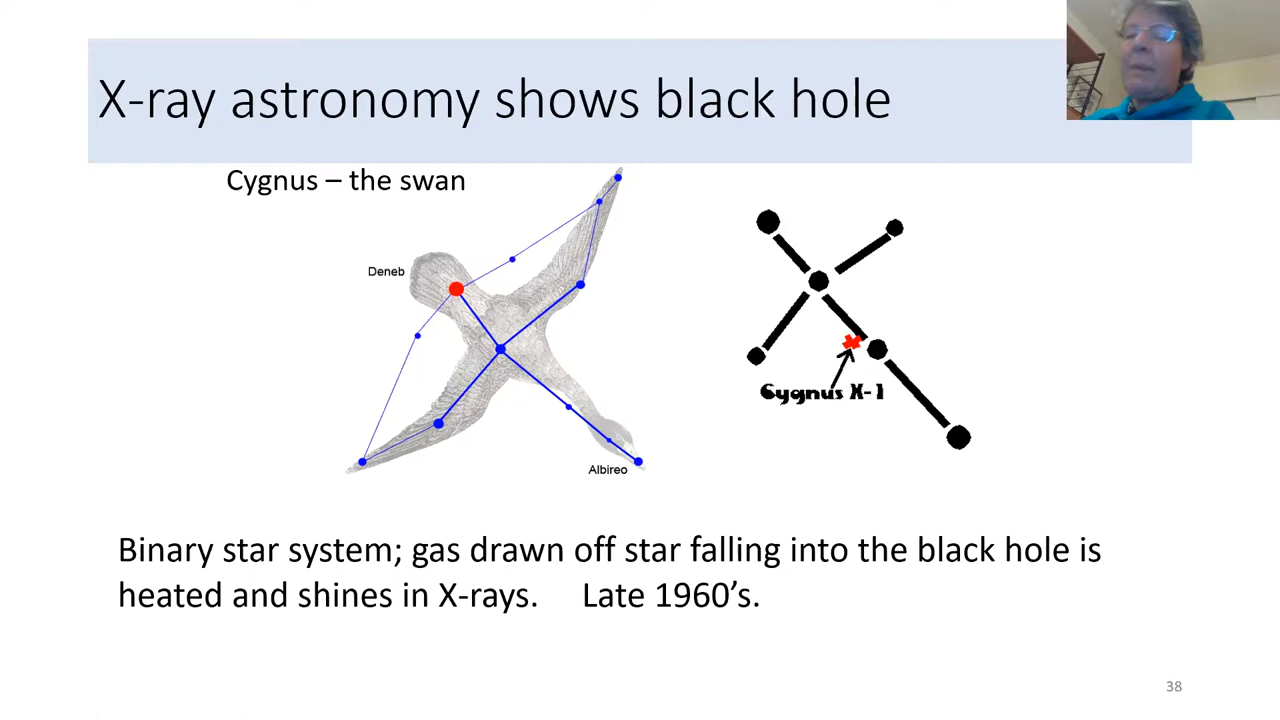 X-ray astronomy shows black hole
Cygnus – the swan
Deneb
Albireo
Cygnus X-1
Binary star system; gas drawn off star falling into the black hole is
heated and shines in X-rays. Late 1960’s.
38